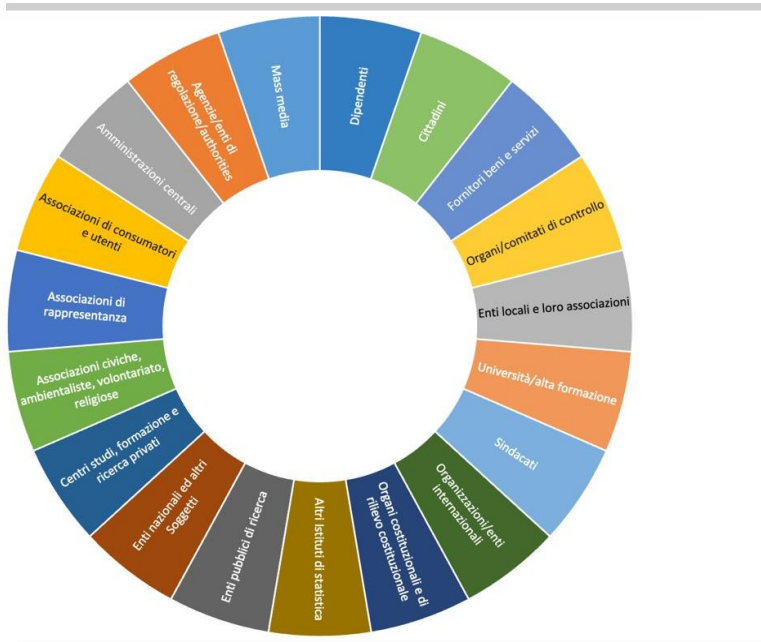 Dipendenti
Cittadini
Fornitori beni e servizi
Organi/comitati di controllo
Enti locali e loro associazioni
Università/alta formazione
Sindacati
Organizzazioni/enti
internazionali
Organi costituzionali e di
rilievo costituzionale
Altri Istituti di statistica
Enti pubblici di ricerca
Enti nazionali ed altri
Soggetti
Centri studi, formazione e
ricerca privati
Associazioni civiche,
ambientaliste, volontariato,
religiose
Associazioni di
rappresentanza
Associazioni di consumatori
e utenti
Amministrazioni centrali
Agenzie/enti di
regolazione/authorities
Mass media